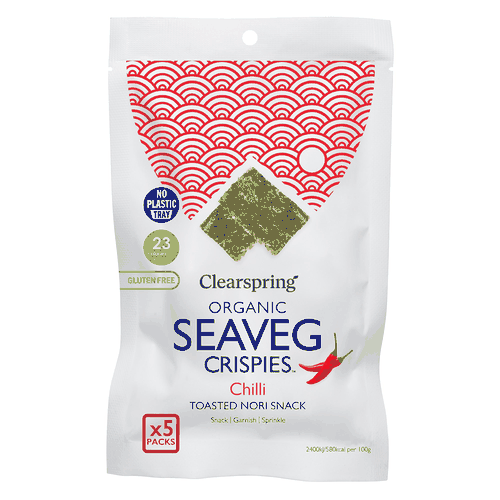 NO
PLASTIC
TRAY
23
GLUTEN FREE
Clearspring®
ORGANIC
SEAVEG
CRISPIES™
Chilli
TOASTED NORI SNACK
Snack | Garnish | Sprinkle
x5
PACKS
2400kJ/580kcal per 100g